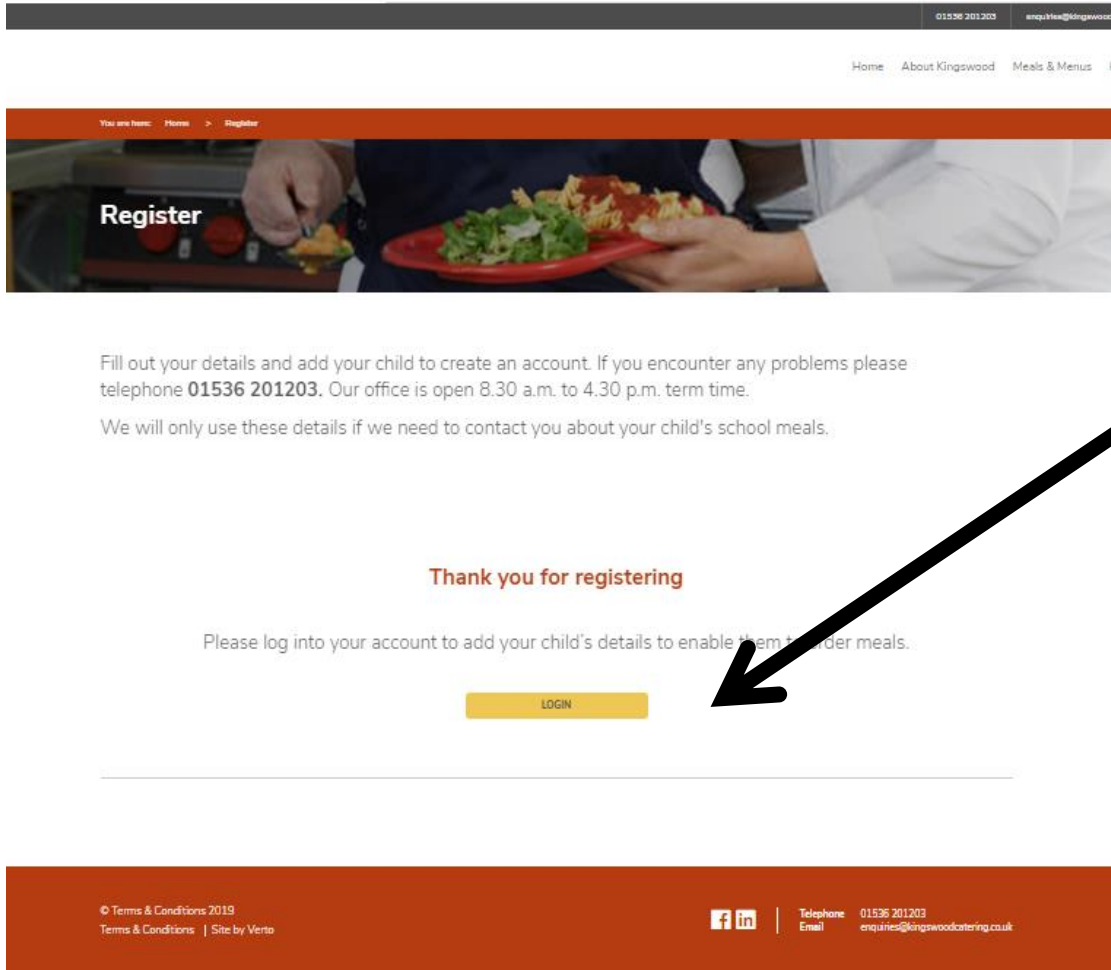 01536 201203 enquiries@kingswood
Home About Kingswood Meals & Menus
You are here: Home > Register
Register
Fill out your details and add your child to create an account. If you encounter any problems please
telephone 01536 201203. Our office is open 8.30 a.m. to 4.30 p.m. term time.
We will only use these details if we need to contact you about your child's school meals.
Thank you for registering
Please log into your account to add your child's details to enable them to order meals.
LOGIN
© Terms & Conditions 2019
Terms & Conditions | Site by Verto
f in
Telephone 01536 201203
Email enquiries@kingswoodcatering.co.uk